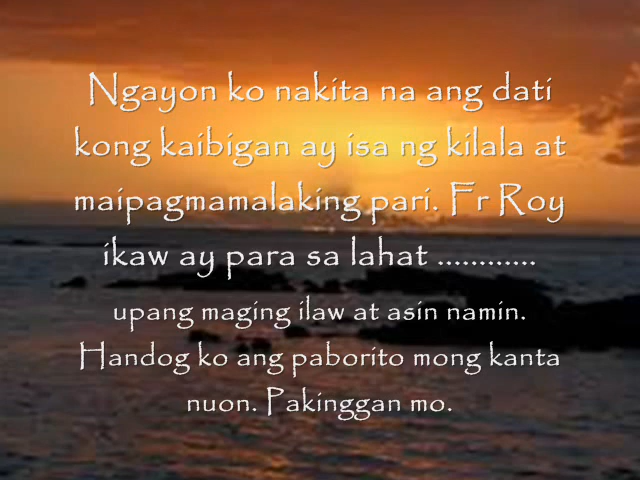 Ngayon ko nakita na ang dati
kong kaibigan ay isa ng kilala at
maipagmamalaking pari. Fr Roy
ikaw ay para sa lahat ............
upang maging ilaw at asin namin.
Handog ko ang paborito mong kanta
nuon. Pakinggan mo.